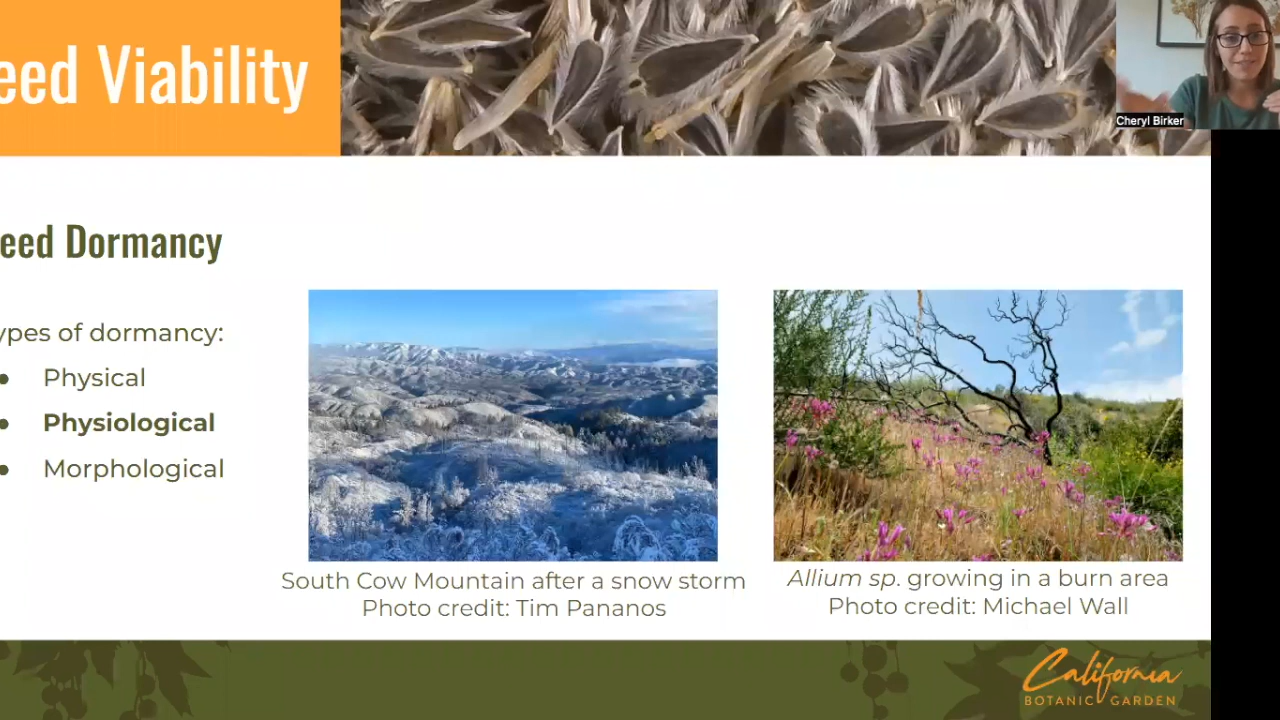 eed Viability
Cheryl Birker
eed Dormancy
ypes of dormancy:
Physical
Physiological
Morphological
South Cow Mountain after a snow storm
Photo credit: Tim Pananos
Allium sp. growing in a burn area
Photo credit: Michael Wall
California
BOTANIC GARDEN